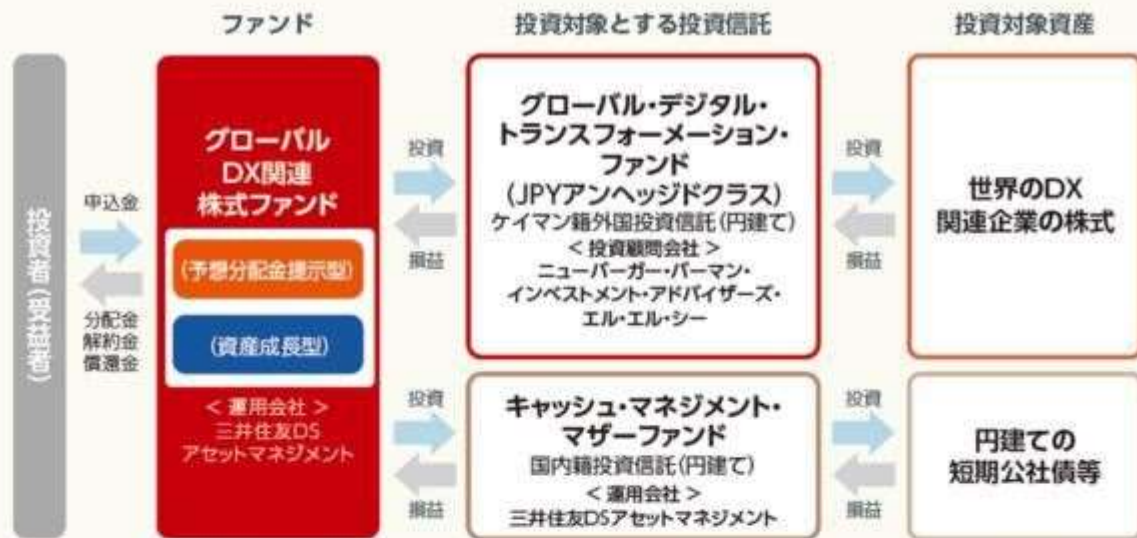 ファンド
投資対象とする投資信託
投資対象資産
投資者(受益者)
申込金
分配金
解約金
償還金
グローバル
DX関連
株式ファンド
(予想分配金提示型)
(資産成長型)
＜運用会社＞
三井住友DS
アセットマネジメント
投資
損益
投資
損益
グローバル・デジタル・
トランスフォーメーション・
ファンド
(JPYアンヘッジドクラス)
ケイマン籍外国投資信託(円建て)
＜投資顧問会社＞
ニューバーガー・バーマン・
インベストメント・アドバイザーズ・
エル・エル・シー
キャッシュ・マネジメント・
マザーファンド
国内籍投資信託(円建て)
＜運用会社＞
三井住友DSアセットマネジメント
投資
損益
投資
損益
世界のDX
関連企業の株式
円建ての
短期公社債等